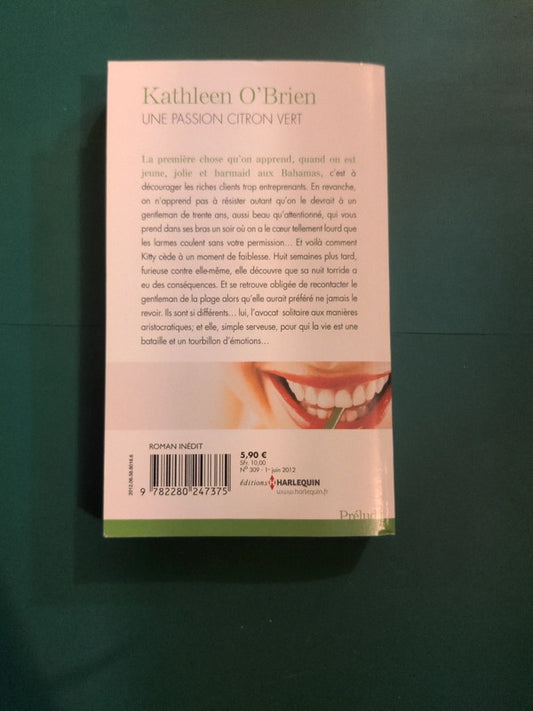 Kathleen O'Brien
UNE PASSION CITRON VERT
La première chose qu'on apprend, quand on est
jeune, jolie et barmaid aux Bahamas, c'est à
décourager les riches clients trop entreprenants. En revanche,
on n'apprend pas à résister autant qu'on le devrait à un
gentleman de trente ans, aussi beau qu'attentionné, qui vous
prend dans ses bras un soir où on a le cœur tellement lourd que
les larmes coulent sans votre permission... Et voilà comment
Kitty cède à un moment de faiblesse. Huit semaines plus tard,
furieuse contre elle-même, elle découvre que sa nuit torride a
eu des conséquences. Et se retrouve obligée de recontacter le
gentleman de la plage alors qu'elle aurait préféré ne jamais le
revoir. Ils sont si différents... lui, l'avocat solitaire aux manières
aristocratiques; et elle, simple serveuse, pour qui la vie est une
bataille et un tourbillon d'émotions...
ROMAN INÉDIT
5,90 €
Sfr. 10,00
N° 309 - 1er juin 2012
éditions HARLEQUIN
www.harlequin.fr
9 782280 247375
Prélud